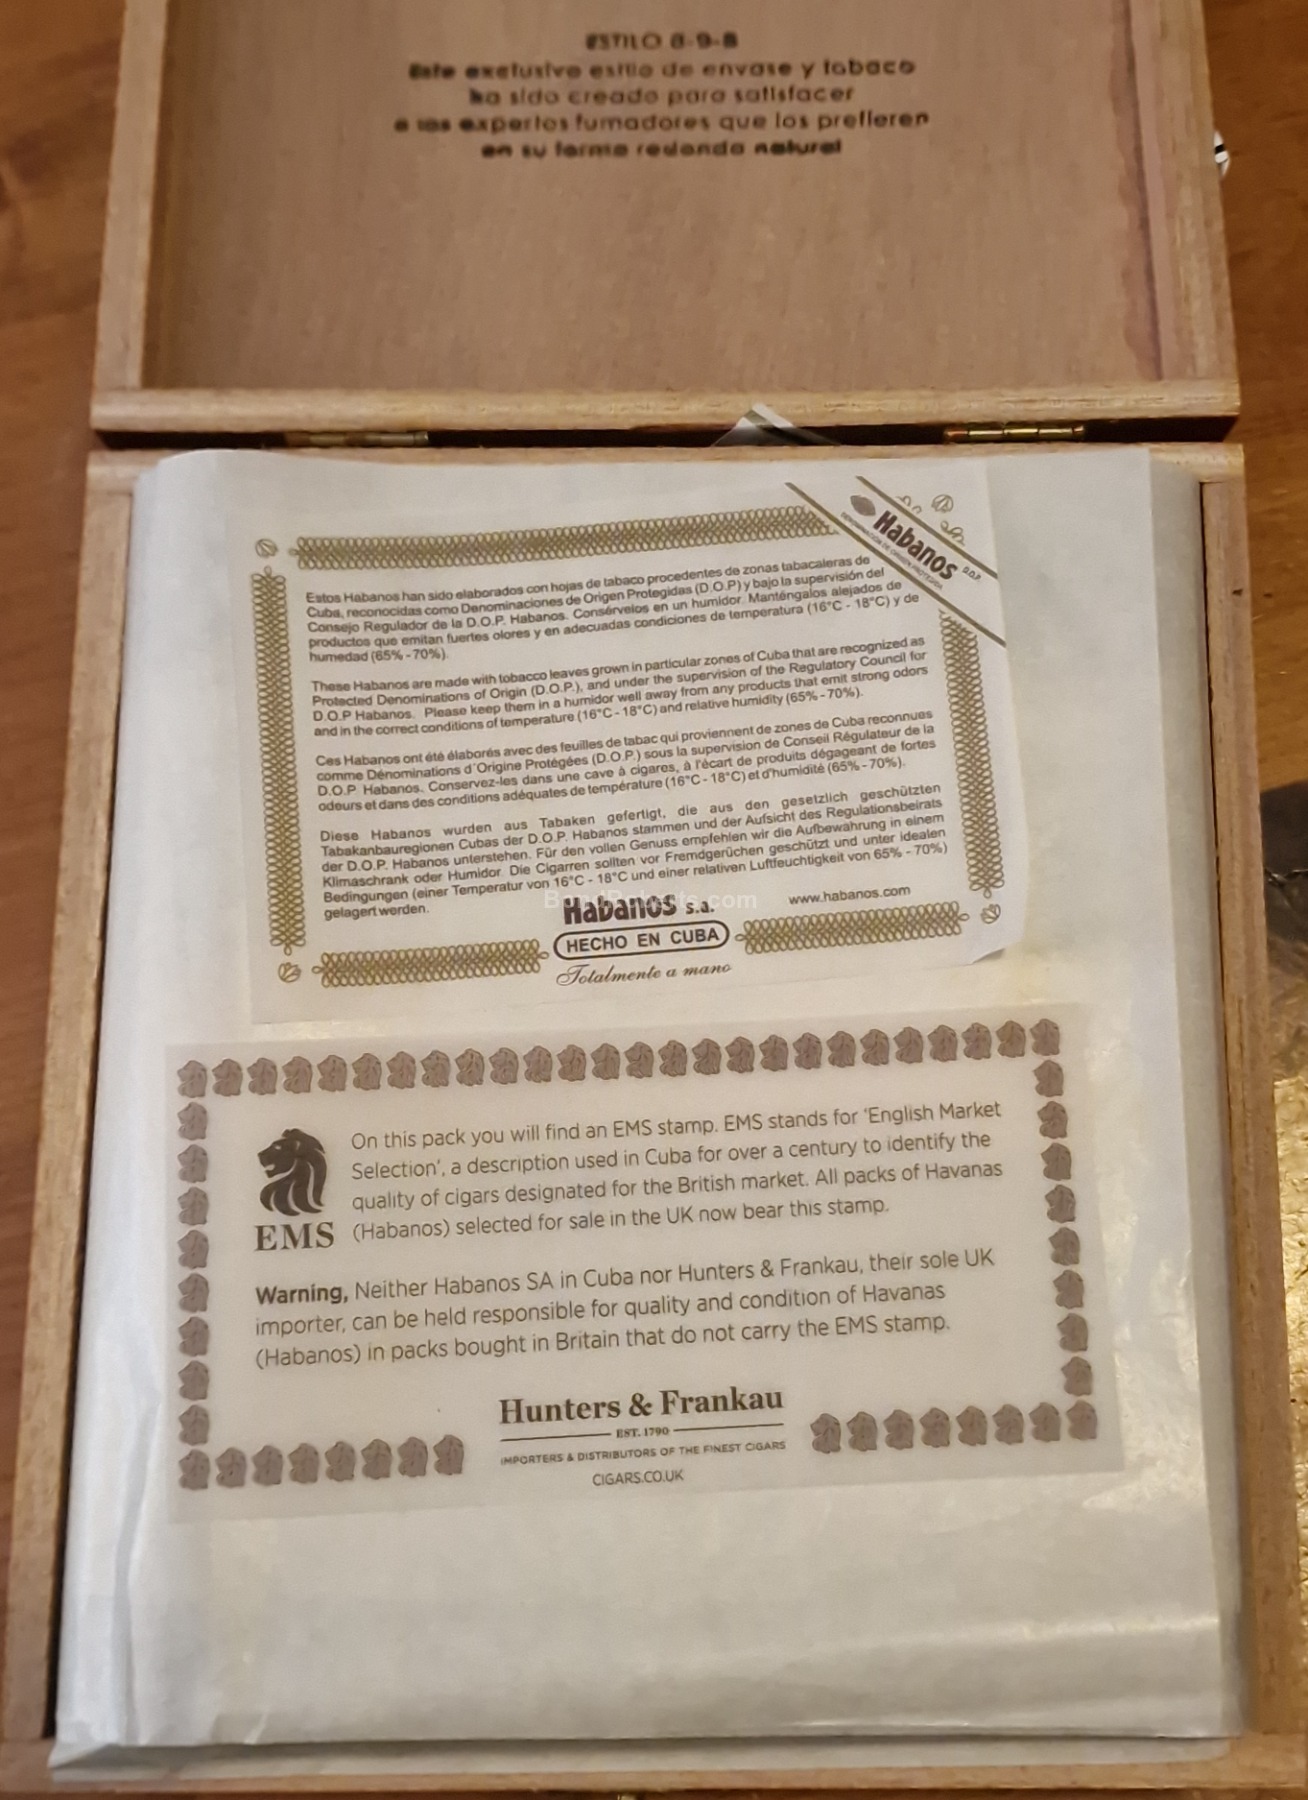 ESTILO 8-9-8
Este exclusivo estilo de envase y tabaco
ha sido creado para satisfacer
a los expertos fumadores que los prefieren
en su forma redonda natural
Habanos
D.O.P.
DENOMINACIÓN DE ORIGEN PROTEGIDA
Estos Habanos han sido elaborados con hojas de tabaco procedentes de zonas tabacaleras de
Cuba, reconocidas como Denominaciones de Origen Protegidas (D.O.P) y bajo la supervisión del
Consejo Regulador de la D.O.P. Habanos. Consérvelos en un humidor. Manténgalos alejados de
productos que emitan fuertes olores y en adecuadas condiciones de temperatura (16°C - 18°C) y de
humedad (65% - 70%).
These Habanos are made with tobacco leaves grown in particular zones of Cuba that are recognized as
Protected Denominations of Origin (D.O.P.), and under the supervision of the Regulatory Council for
D.O.P Habanos. Please keep them in a humidor well away from any products that emit strong odors
and in the correct conditions of temperature (16°C - 18°C) and relative humidity (65% - 70%).
Ces Habanos ont été élaborés avec des feuilles de tabac qui proviennent de zones de Cuba reconnues
comme Dénominations d´Origine Protégées (D.O.P.) sous la supervision de Conseil Régulateur de la
D.O.P. Habanos. Conservez-les dans une cave à cigares, à l'écart de produits dégageant de fortes
odeurs et dans des conditions adéquates de température (16°C - 18°C) et d'humidité (65% - 70%).
Diese Habanos wurden aus Tabaken gefertigt, die aus den gesetzlich geschützten
Tabakanbauregionen Cubas der D.O.P. Habanos stammen und der Aufsicht des Regulationsbeirats
der D.O.P. Habanos unterstehen. Für den vollen Genuss empfehlen wir die Aufbewahrung in einem
Klimaschrank oder Humidor. Die Cigarren sollten vor Fremdgerüchen geschützt und unter idealen
Bedingungen (einer Temperatur von 16°C - 18°C und einer relativen Luftfeuchtigkeit von 65% - 70%)
gelagert werden.
BondRoberts.com
Habanos s.a.
www.habanos.com
HECHO EN CUBA
Totalmente a mano
On this pack you will find an EMS stamp. EMS stands for 'English Market
Selection', a description used in Cuba for over a century to identify the
quality of cigars designated for the British market. All packs of Havanas
(Habanos) selected for sale in the UK now bear this stamp.
EMS
Warning, Neither Habanos SA in Cuba nor Hunters & Frankau, their sole UK
importer, can be held responsible for quality and condition of Havanas
(Habanos) in packs bought in Britain that do not carry the EMS stamp.
Hunters & Frankau
EST. 1790
IMPORTERS & DISTRIBUTORS OF THE FINEST CIGARS
CIGARS.CO.UK